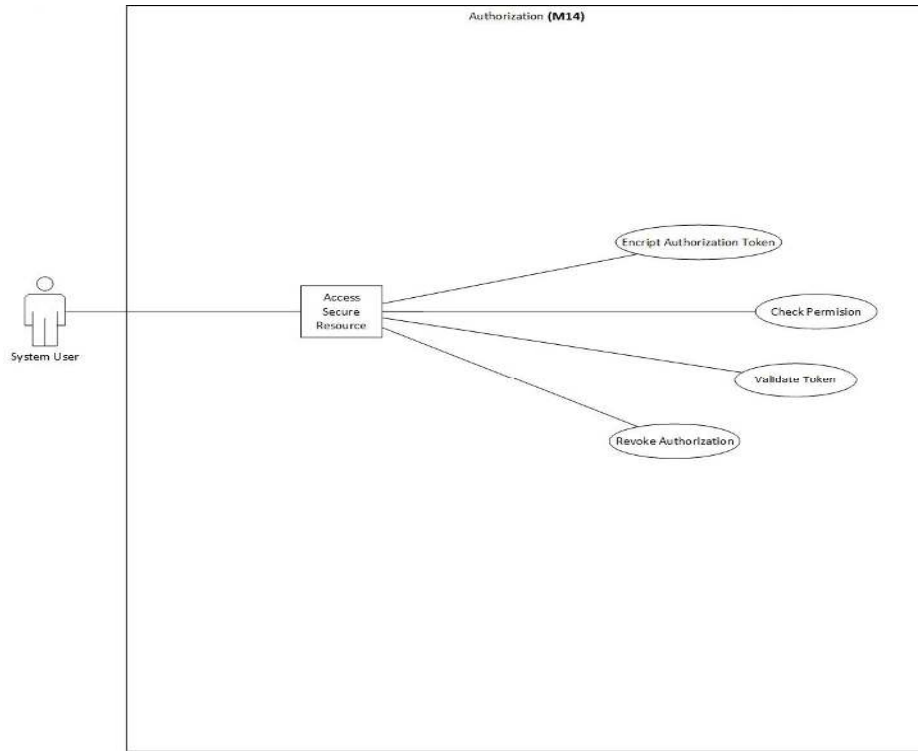 Authorization (M14)
Encript Authorization Token
Access
Secure
Resource
Check Permision
System User
Validate Token
Revoke Authorization